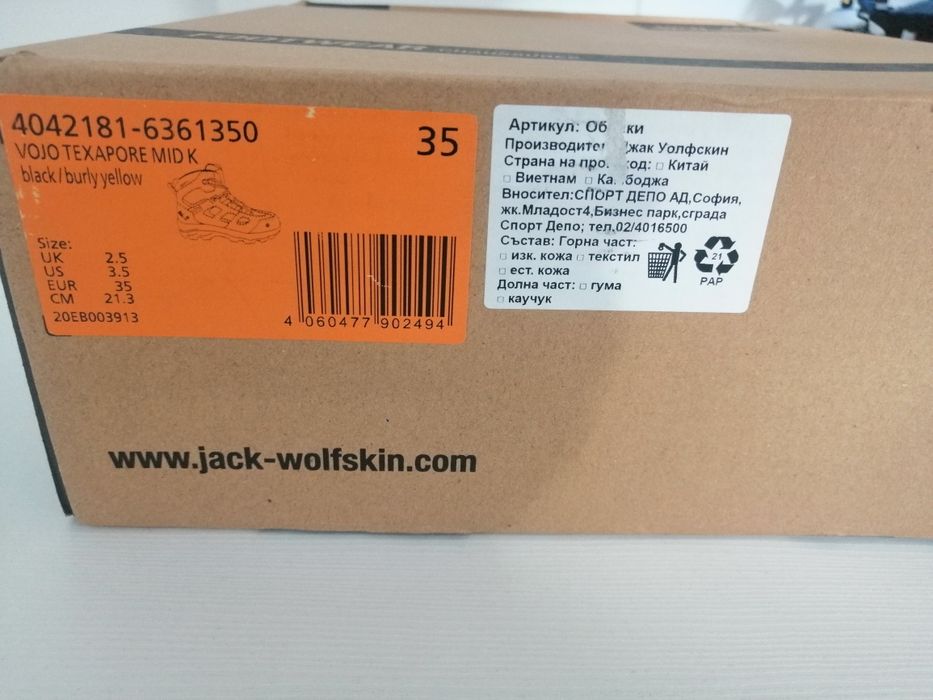 FOOTWEAR CHAUSSURES
4042181-6361350
35
VOJO TEXAPORE MID K
black/burly yellow
Size:
UK 2.5
US 3.5
EUR 35
CM 21.3
20EB003913
4 060477 902494
Артикул:
Уолфскин
Страна на □ Китай
□ Виетнам □
Вносител:СПОРТ ДЕПО АД,София,
жк.Младост4,Бизнес парк,сграда
Спорт Депо; тел.02/4016500
Състав: Горна част:
□ изк. кожа □ текстил
□ ест. кожа
Долна част: □ гума
□ каучук
21
PAP
www.jack-wolfskin.com